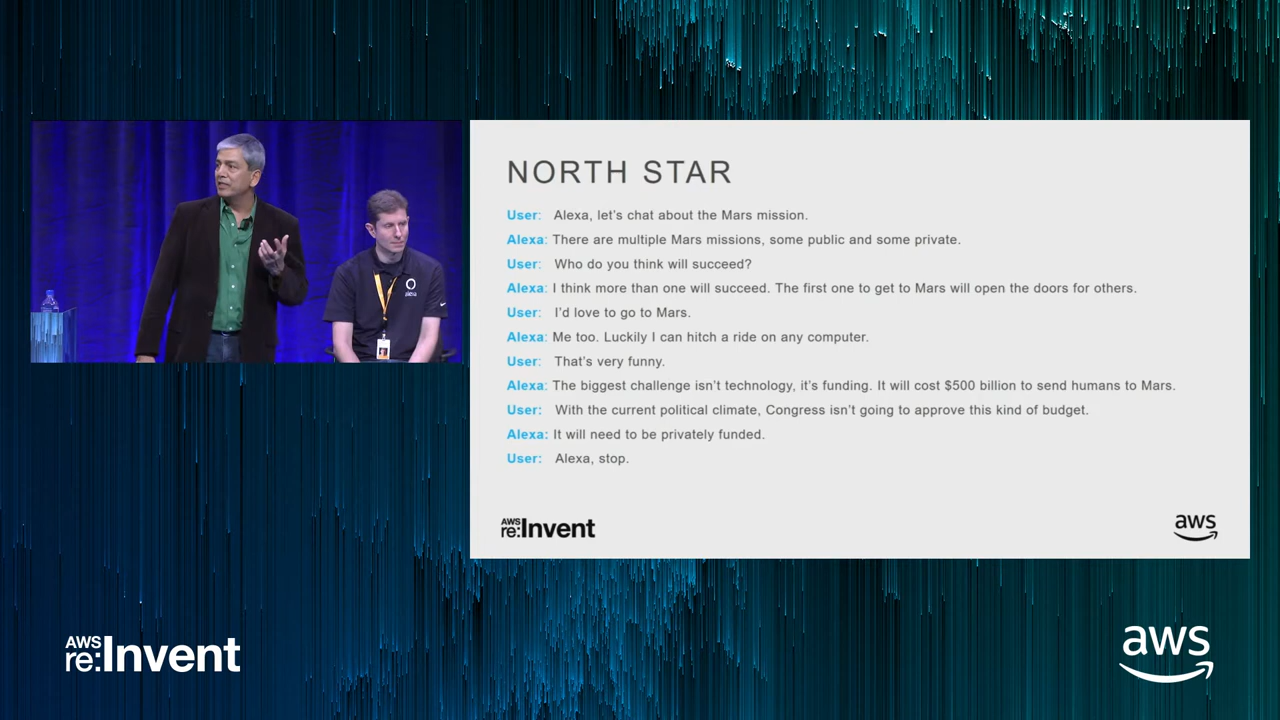 NORTH STAR
User: Alexa, let's chat about the Mars mission.
Alexa: There are multiple Mars missions, some public and some private.
User: Who do you think will succeed?
Alexa: I think more than one will succeed. The first one to get to Mars will open the doors for others.
User: I'd love to go to Mars.
Alexa: Me too. Luckily I can hitch a ride on any computer.
User: That's very funny.
Alexa: The biggest challenge isn't technology, it's funding. It will cost $500 billion to send humans to Mars.
User: With the current political climate, Congress isn't going to approve this kind of budget.
Alexa: It will need to be privately funded.
User: Alexa, stop.
AWS
re:Invent
aws
alexa
AWS
re:Invent
aws